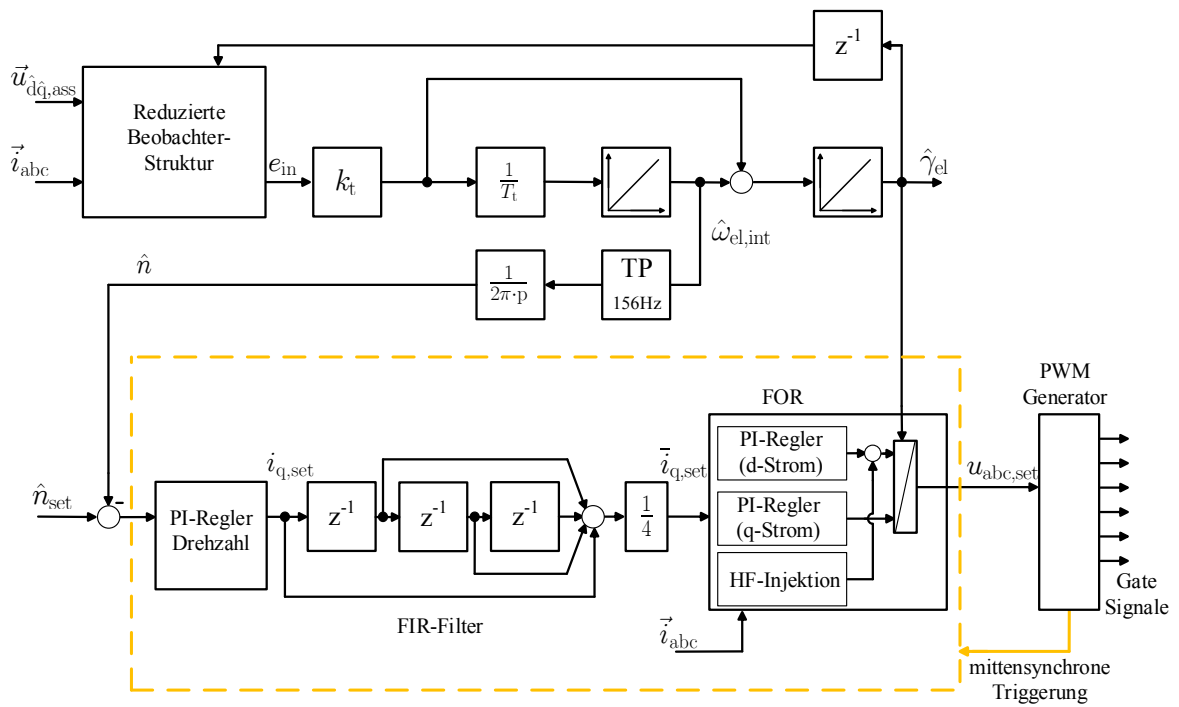 z⁻¹
u⃗_d̂q̂,ass
Reduzierte
Beobachter-
Struktur
i⃗_abc
e_in
k_t
1/T_t
γ̂_el
ω̂_el,int
n̂
1/(2π·p)
TP
156Hz
PWM
Generator
FOR
PI-Regler
(d-Strom)
i_q,set
i̅_q,set
u_abc,set
n̂_set
-
PI-Regler
Drehzahl
z⁻¹
z⁻¹
z⁻¹
1/4
PI-Regler
(q-Strom)
HF-Injektion
Gate
Signale
FIR-Filter
i⃗_abc
mittensynchrone
Triggerung